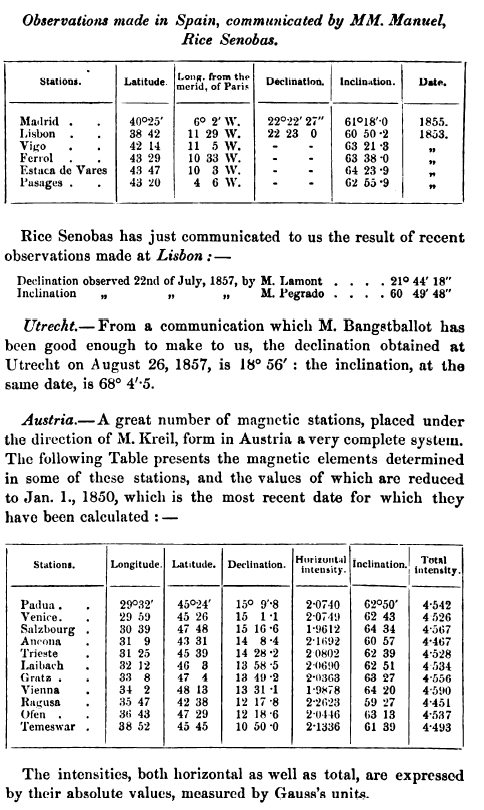 Observations made in Spain, communicated by MM. Manuel,
Rice Senobas.
Stations. Latitude. Long. from the merid. of Paris Declination. Inclination. Date.
Madrid . . 40°25′ 6° 2′ W. 22°22′ 27″ 61°18′·0 1855.
Lisbon . . 38 42 11 29 W. 22 23 0 60 50·2 1853.
Vigo . . 42 14 11 5 W. - - 63 21·8 „
Ferrol . . 43 29 10 33 W. - - 63 38·0 „
Estaca de Vares 43 47 10 3 W. - - 64 23·9 „
Pasages . . 43 20 4 6 W. - - 62 55·9 „
Rice Senobas has just communicated to us the result of recent
observations made at Lisbon :—
Declination observed 22nd of July, 1857, by M. Lamont . . . . 21° 44′ 18″
Inclination „ „ „ M. Pegrado . . . . 60 49′ 48″
Utrecht.—From a communication which M. Bangstballot has
been good enough to make to us, the declination obtained at
Utrecht on August 26, 1857, is 18° 56′ : the inclination, at the
same date, is 68° 4′·5.
Austria.—A great number of magnetic stations, placed under
the direction of M. Kreil, form in Austria a very complete system.
The following Table presents the magnetic elements determined
in some of these stations, and the values of which are reduced
to Jan. 1., 1850, which is the most recent date for which they
have been calculated :—
Stations. Longitude. Latitude. Declination. Horizontal intensity. Inclination. Total intensity.
Padua . . 29°32′ 45°24′ 15° 9′·8 2·0740 62°50′ 4·542
Venice. . 29 59 45 26 15 1·1 2·0749 62 43 4·526
Salzbourg . 30 39 47 48 15 16·6 1·9612 64 34 4·567
Ancona . 31 9 43 31 14 8·4 2·1692 60 57 4·467
Trieste . 31 25 45 39 14 28·2 2 0802 62 39 4·528
Laibach . 32 12 46 3 13 58·5 2·0690 62 51 4·534
Gratz . . 33 8 47 4 13 49·2 2·0363 63 27 4·556
Vienna . 34 2 48 13 13 31·1 1·9878 64 20 4·590
Ragusa . 35 47 42 38 12 17·8 2·2623 59 27 4·451
Ofen . . 36 43 47 29 12 18·6 2·0446 63 13 4·537
Temeswar . 38 52 45 45 10 50·0 2·1336 61 39 4·493
The intensities, both horizontal as well as total, are expressed
by their absolute values, measured by Gauss's units.